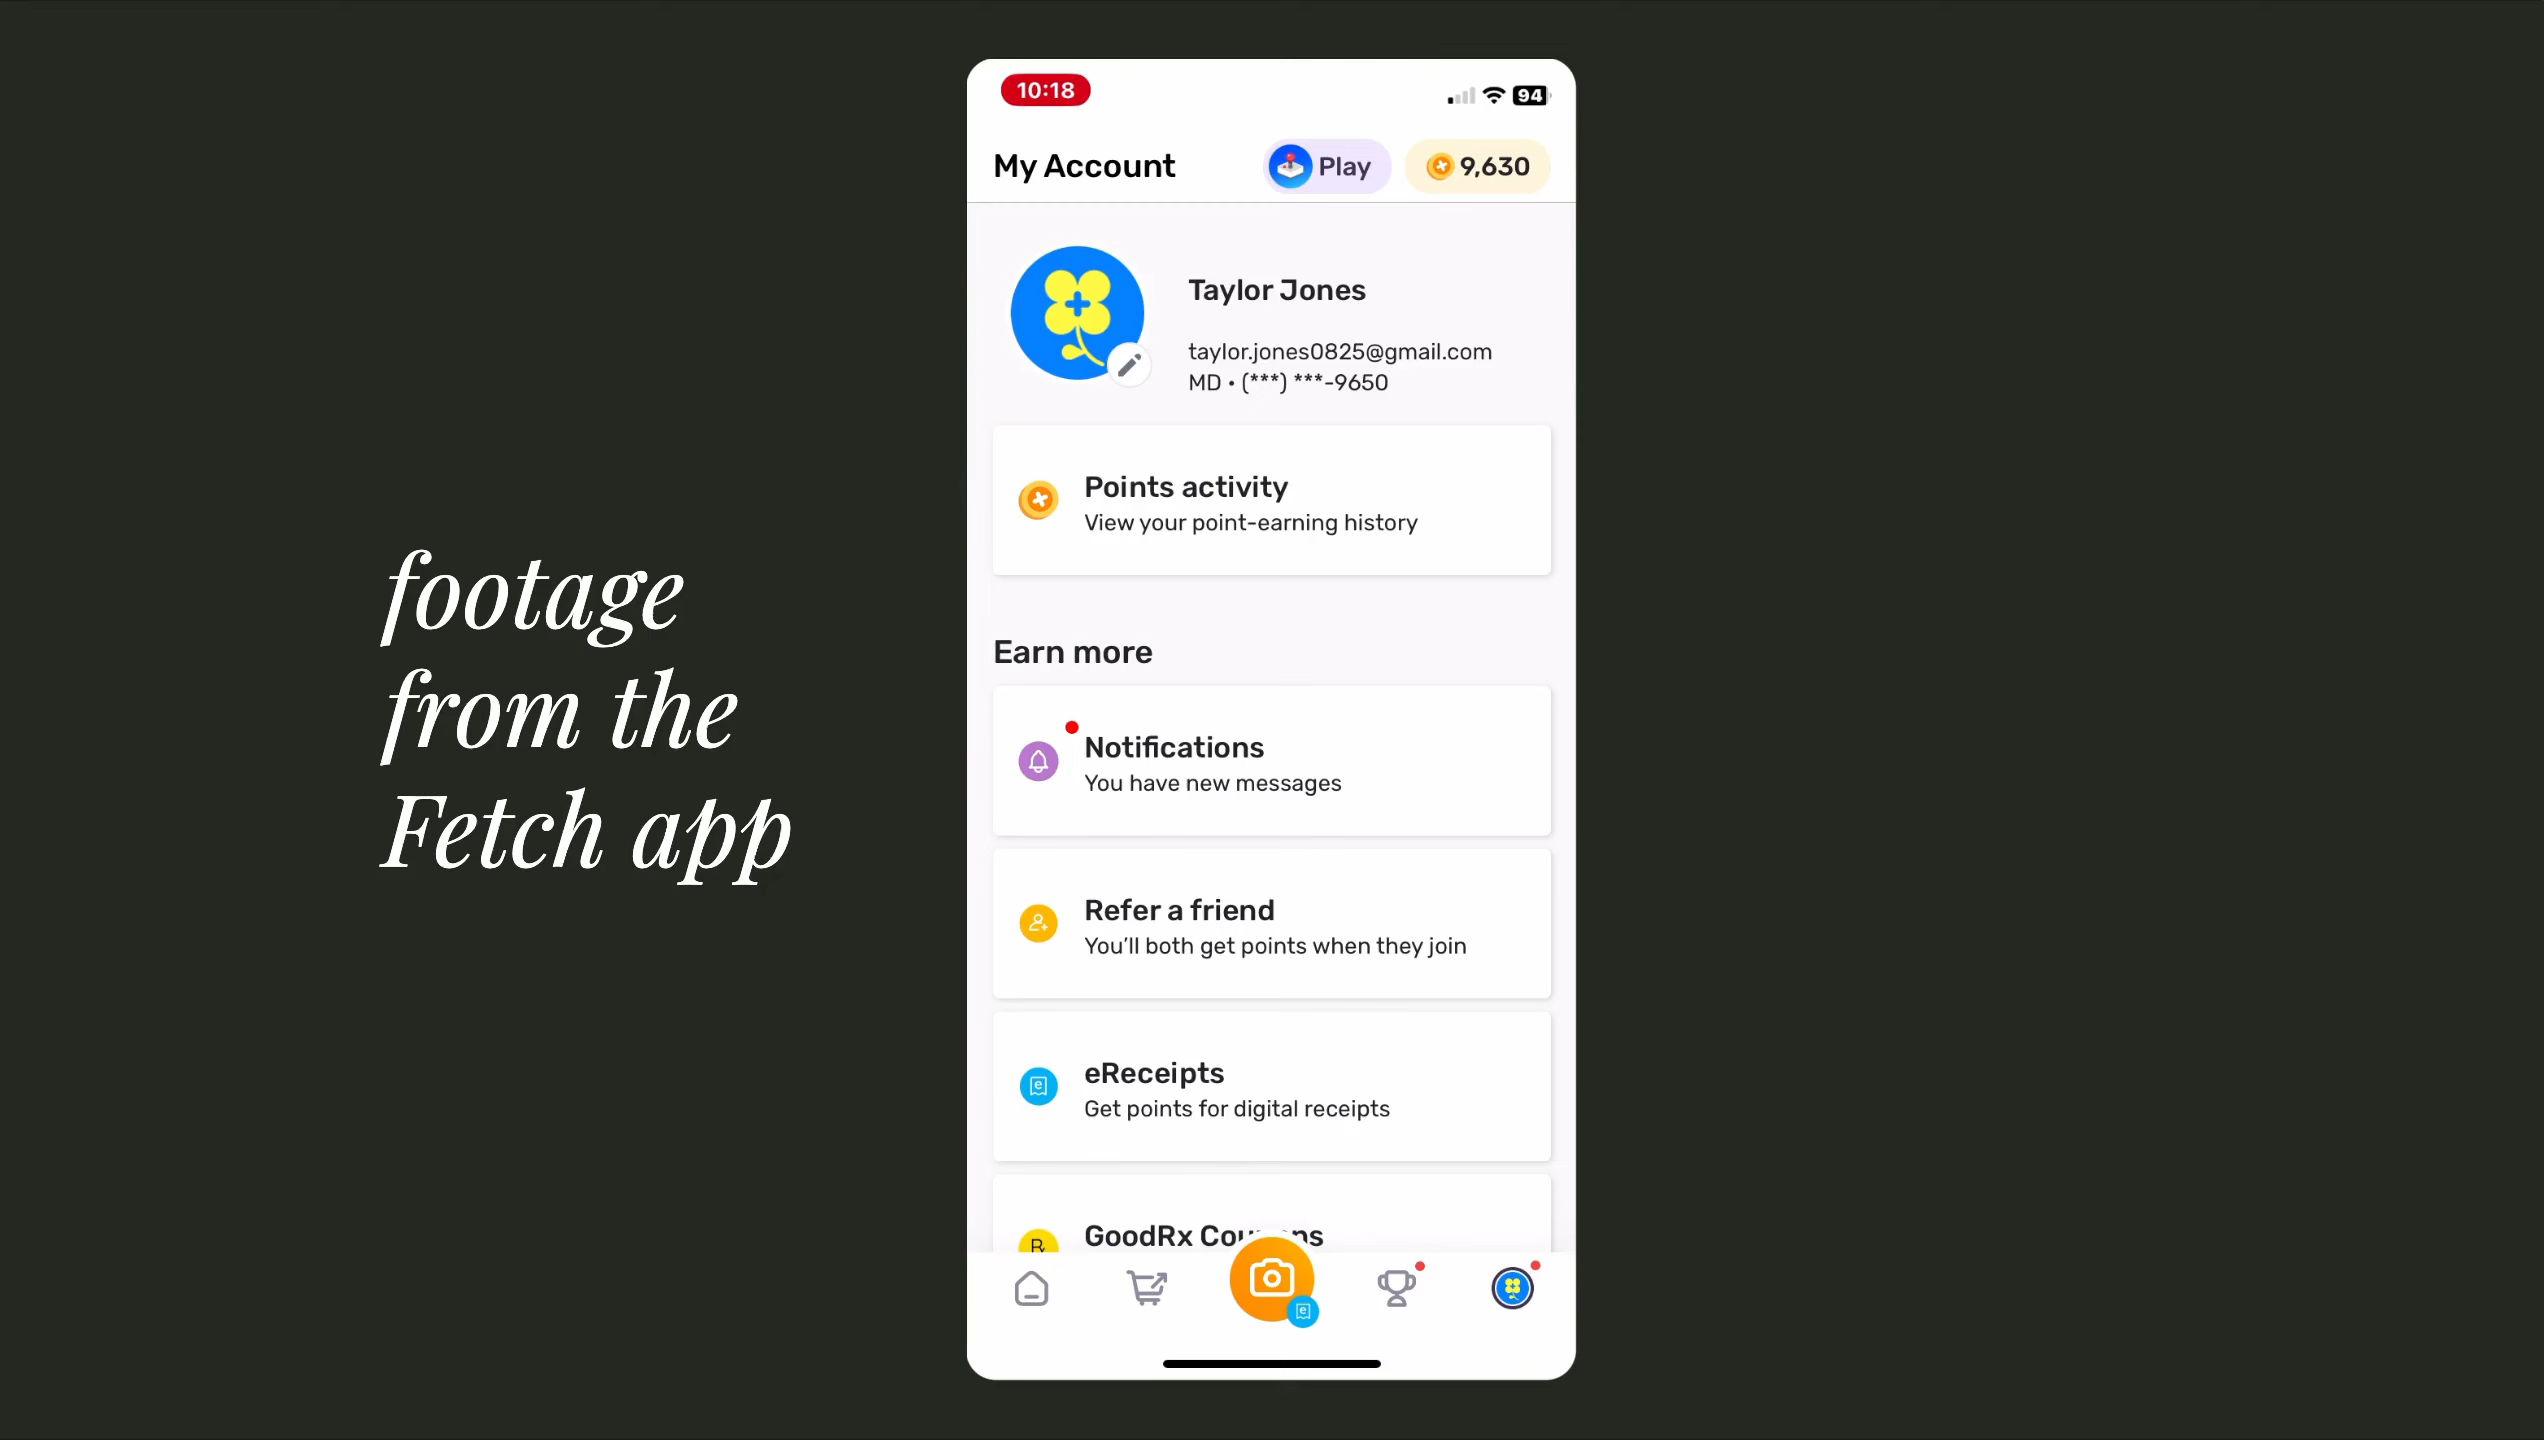 footage
from the
Fetch app
10:18
94
My Account
Play
9,630
Taylor Jones
taylor.jones0825@gmail.com
MD • (***) ***-9650
Points activity
View your point-earning history
Earn more
Notifications
You have new messages
Refer a friend
You'll both get points when they join
eReceipts
Get points for digital receipts
GoodRx